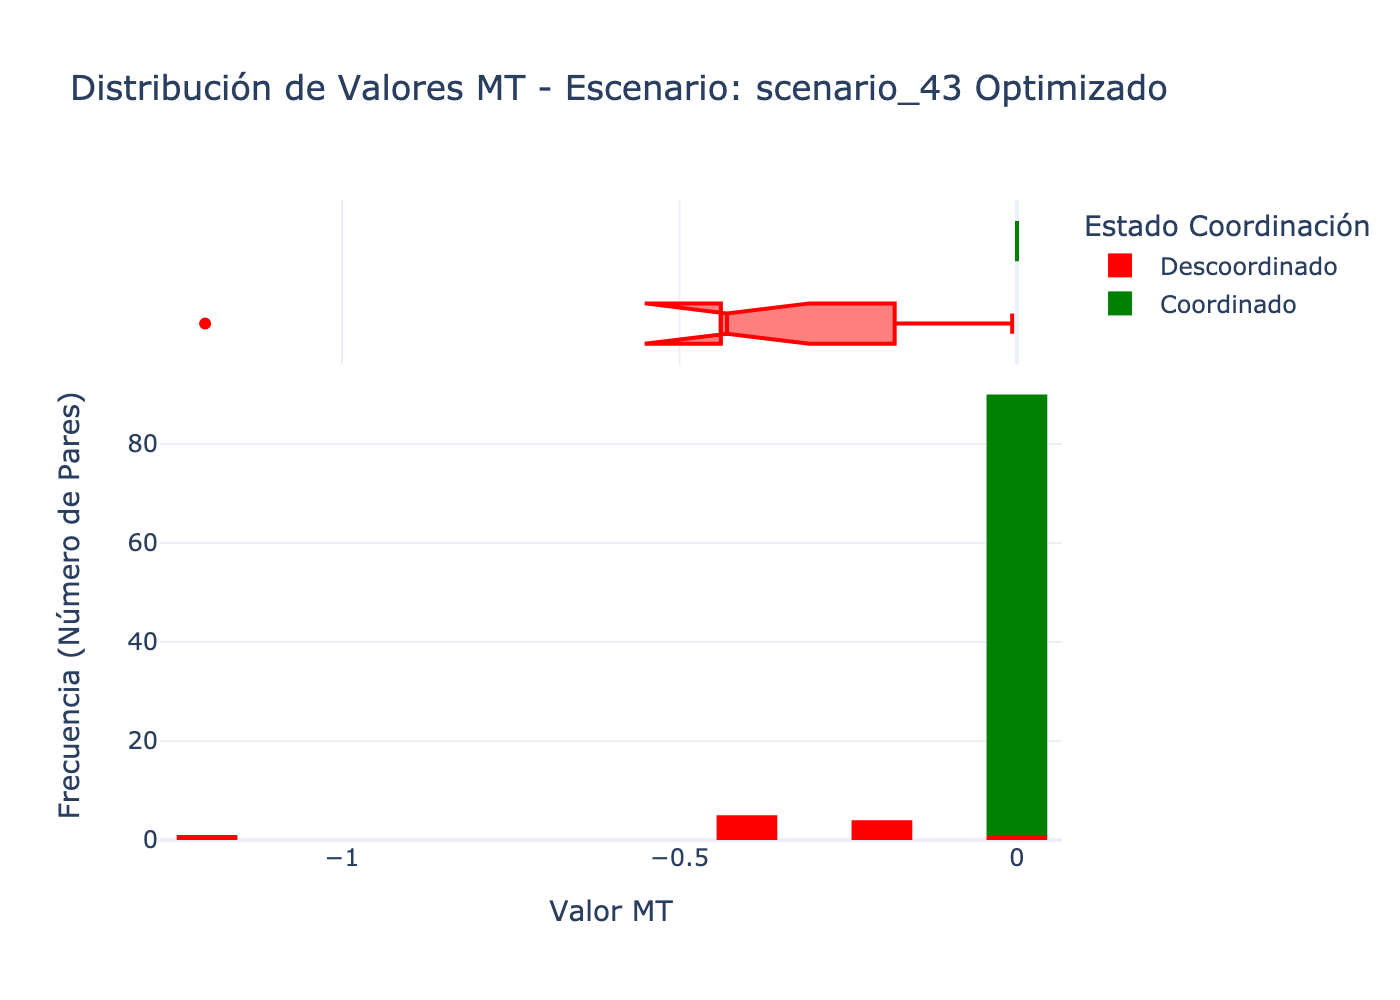 Distribución de Valores MT - Escenario: scenario_43 Optimizado
Estado Coordinación
Descoordinado
Coordinado
Frecuencia (Número de Pares)
80
60
40
20
0
−1
−0.5
0
Valor MT